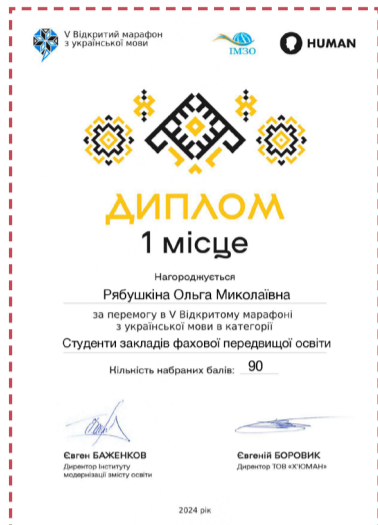 V Відкритий марафон
з української мови
ІМЗО
HUMAN
ДИПЛОМ
1 місце
Нагороджується
Рябушкіна Ольга Миколаївна
за перемогу в V Відкритому марафоні
з української мови в категорії
Студенти закладів фахової передвищої освіти
Кількість набраних балів: 90
Євген БАЖЕНКОВ
Директор Інституту
модернізації змісту освіти
Євгеній БОРОВИК
Директор ТОВ «Х'ЮМАН»
2024 рік